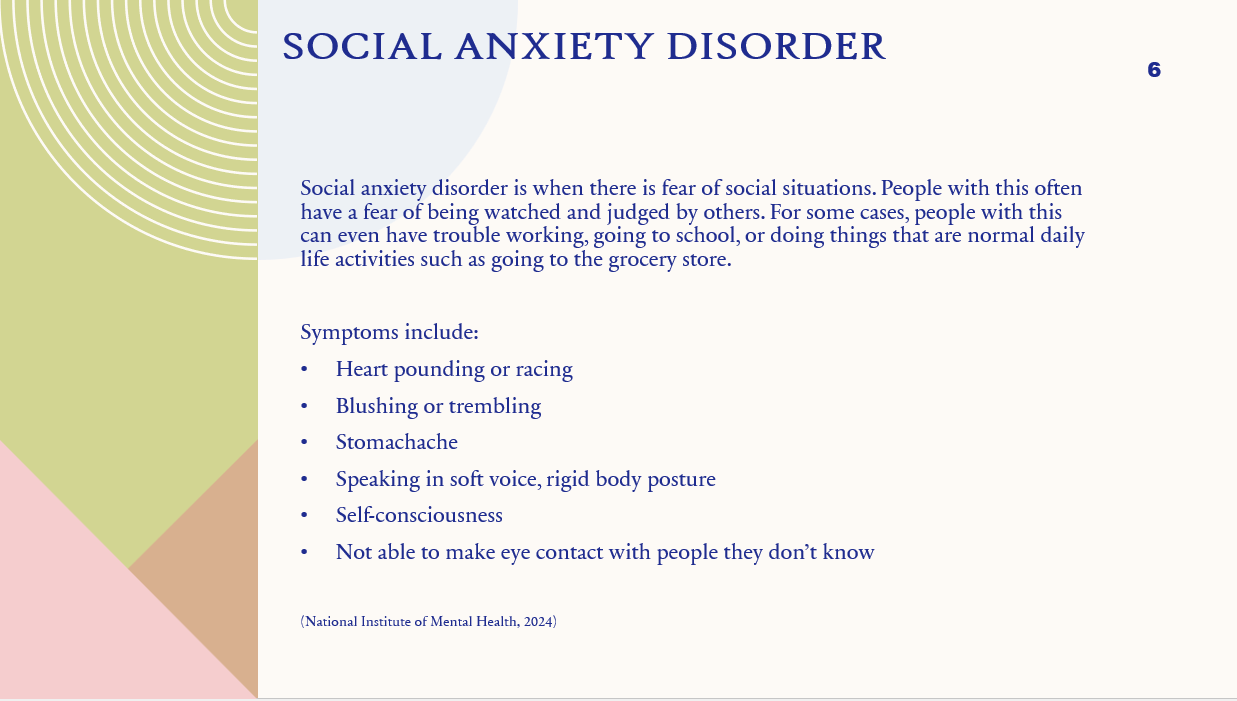 SOCIAL ANXIETY DISORDER
6
Social anxiety disorder is when there is fear of social situations. People with this often
have a fear of being watched and judged by others. For some cases, people with this
can even have trouble working, going to school, or doing things that are normal daily
life activities such as going to the grocery store.
Symptoms include:
• Heart pounding or racing
• Blushing or trembling
• Stomachache
• Speaking in soft voice, rigid body posture
• Self-consciousness
• Not able to make eye contact with people they don’t know
(National Institute of Mental Health, 2024)